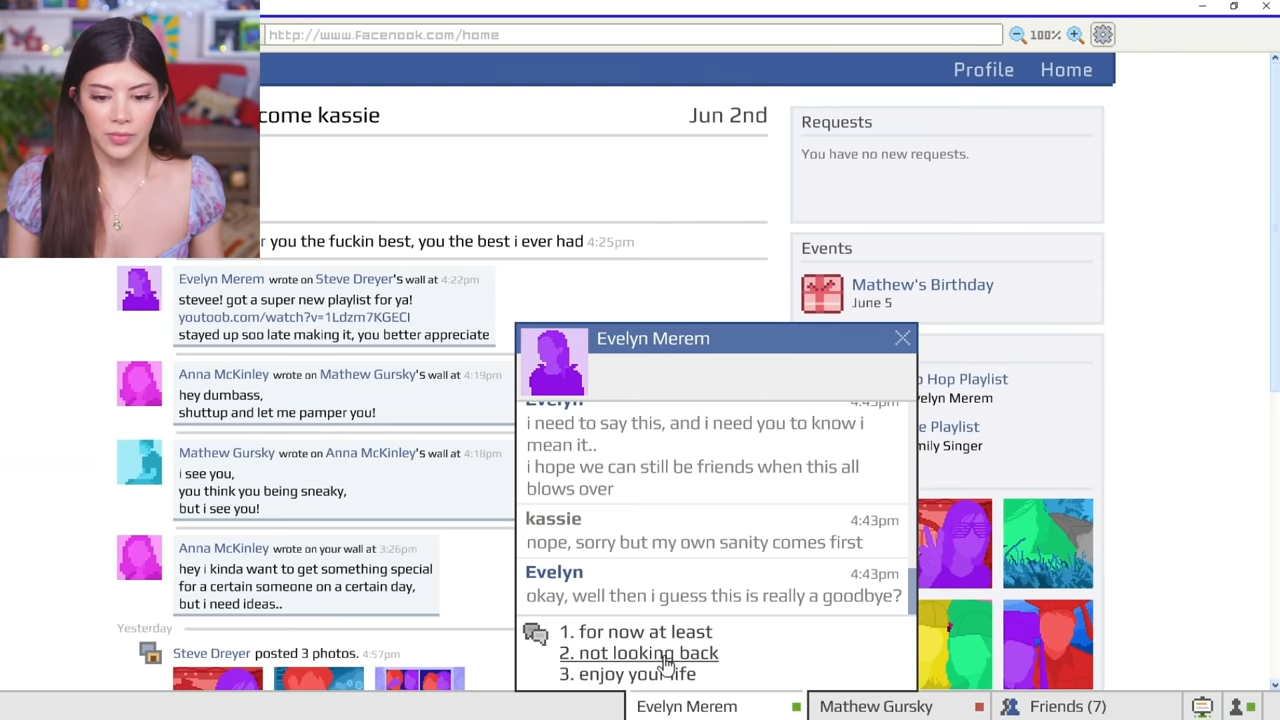 http://www.facenook.com/home
100%
Profile Home
come kassie
Jun 2nd
r you the fuckin best, you the best i ever had 4:25pm
Evelyn Merem wrote on Steve Dreyer's wall at 4:22pm
stevee! got a super new playlist for ya!
youtoob.com/watch?v=1Ldzm7KGECI
stayed up soo late making it, you better appreciate
Anna McKinley wrote on Mathew Gursky's wall at 4:19pm
hey dumbass,
shuttup and let me pamper you!
Mathew Gursky wrote on Anna McKinley's wall at 4:18pm
i see you,
you think you being sneaky,
but i see you!
Anna McKinley wrote on your wall at 3:26pm
hey i kinda want to get something special
for a certain someone on a certain day,
but i need ideas..
Yesterday
Steve Dreyer posted 3 photos. 4:57pm
Requests
You have no new requests.
Events
Mathew's Birthday
June 5
p Hop Playlist
velyn Merem
e Playlist
mily Singer
Evelyn Merem
Evelyn 4:43pm
i need to say this, and i need you to know i
mean it..
i hope we can still be friends when this all
blows over
kassie 4:43pm
nope, sorry but my own sanity comes first
Evelyn 4:43pm
okay, well then i guess this is really a goodbye?
1. for now at least
2. not looking back
3. enjoy your life
Evelyn Merem
Mathew Gursky
Friends (7)